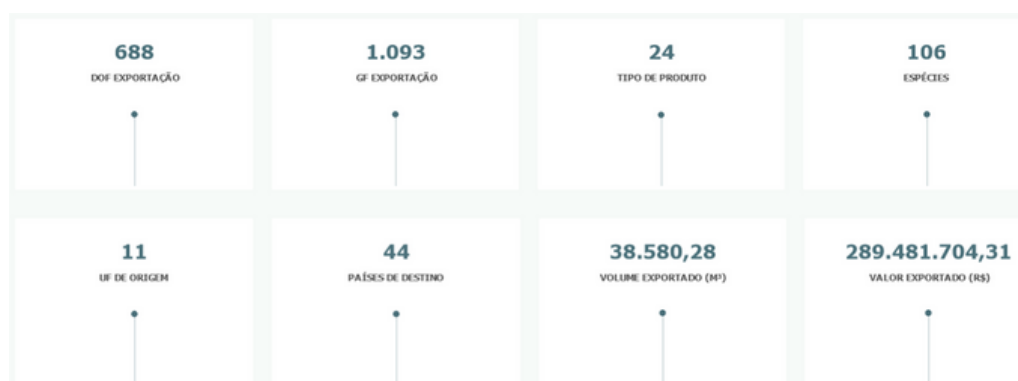 688
DOF EXPORTAÇÃO
1.093
GF EXPORTAÇÃO
24
TIPO DE PRODUTO
106
ESPÉCIES
11
UF DE ORIGEM
44
PAÍSES DE DESTINO
38.580,28
VOLUME EXPORTADO (M³)
289.481.704,31
VALOR EXPORTADO (R$)